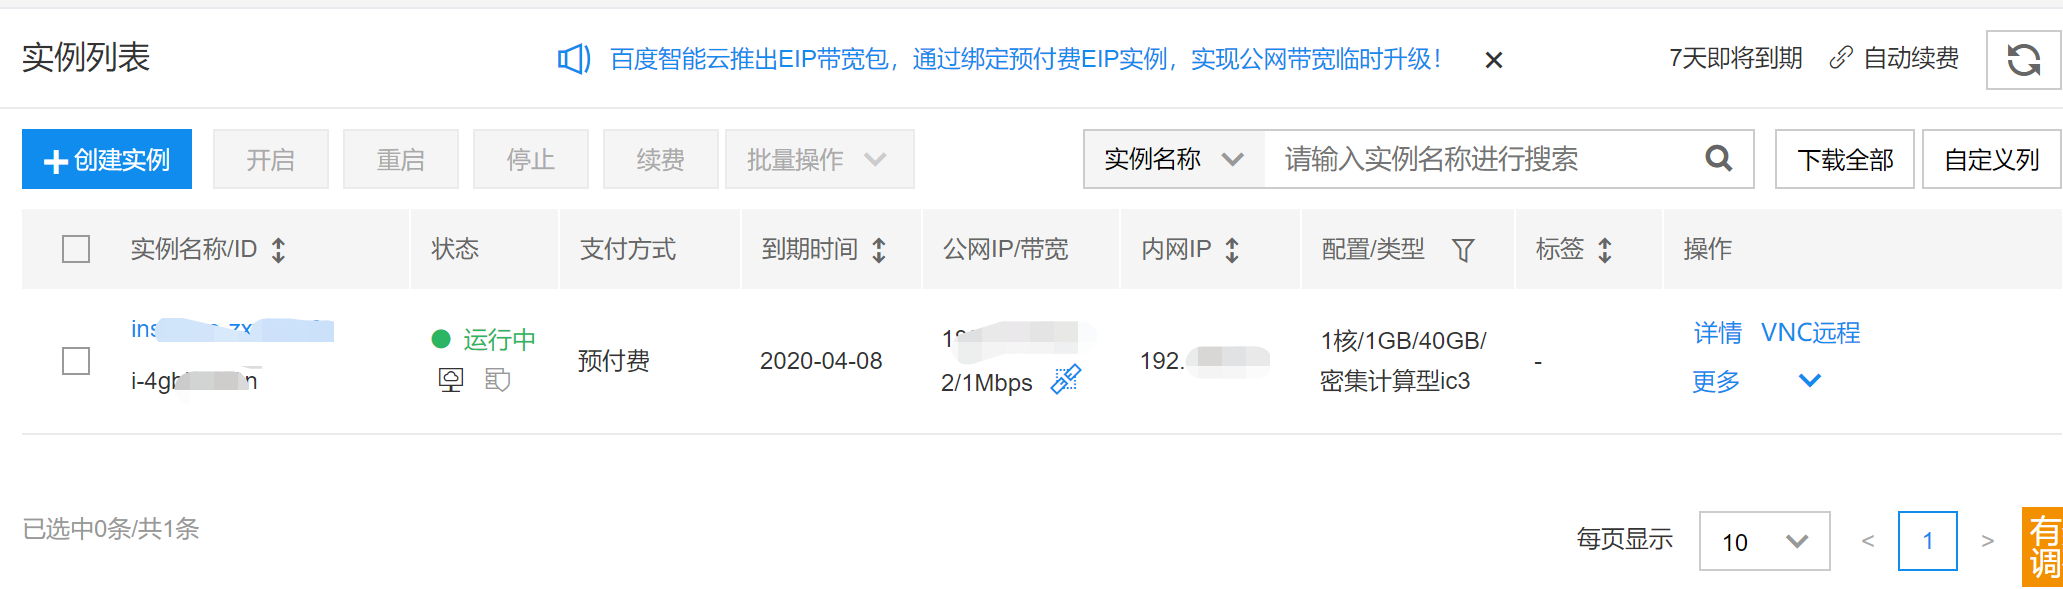 实例列表
百度智能云推出EIP带宽包，通过绑定预付费EIP实例，实现公网带宽临时升级！
7天即将到期
自动续费
创建实例
开启
重启
停止
续费
批量操作
实例名称
请输入实例名称进行搜索
下载全部
自定义列
实例名称/ID
状态
支付方式
到期时间
公网IP/带宽
内网IP
配置/类型
标签
操作
运行中
预付费
2020-04-08
2/1Mbps
192.
1核/1GB/40GB/
密集计算型ic3
-
详情
VNC远程
更多
已选中0条/共1条
每页显示
10
<
1
>
有
调